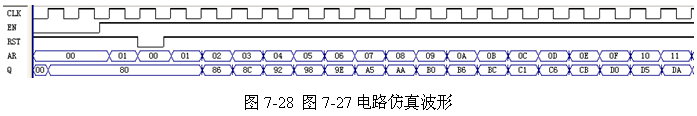 CLK
EN
RST
AR 00 01 00 01 02 03 04 05 06 07 08 09 0A 0B 0C 0D 0E 0F 10 11
Q 00 80 86 8C 92 98 9E A5 AA B0 B6 BC C1 C6 CB D0 D5 DA
图 7-28 图 7-27 电路仿真波形